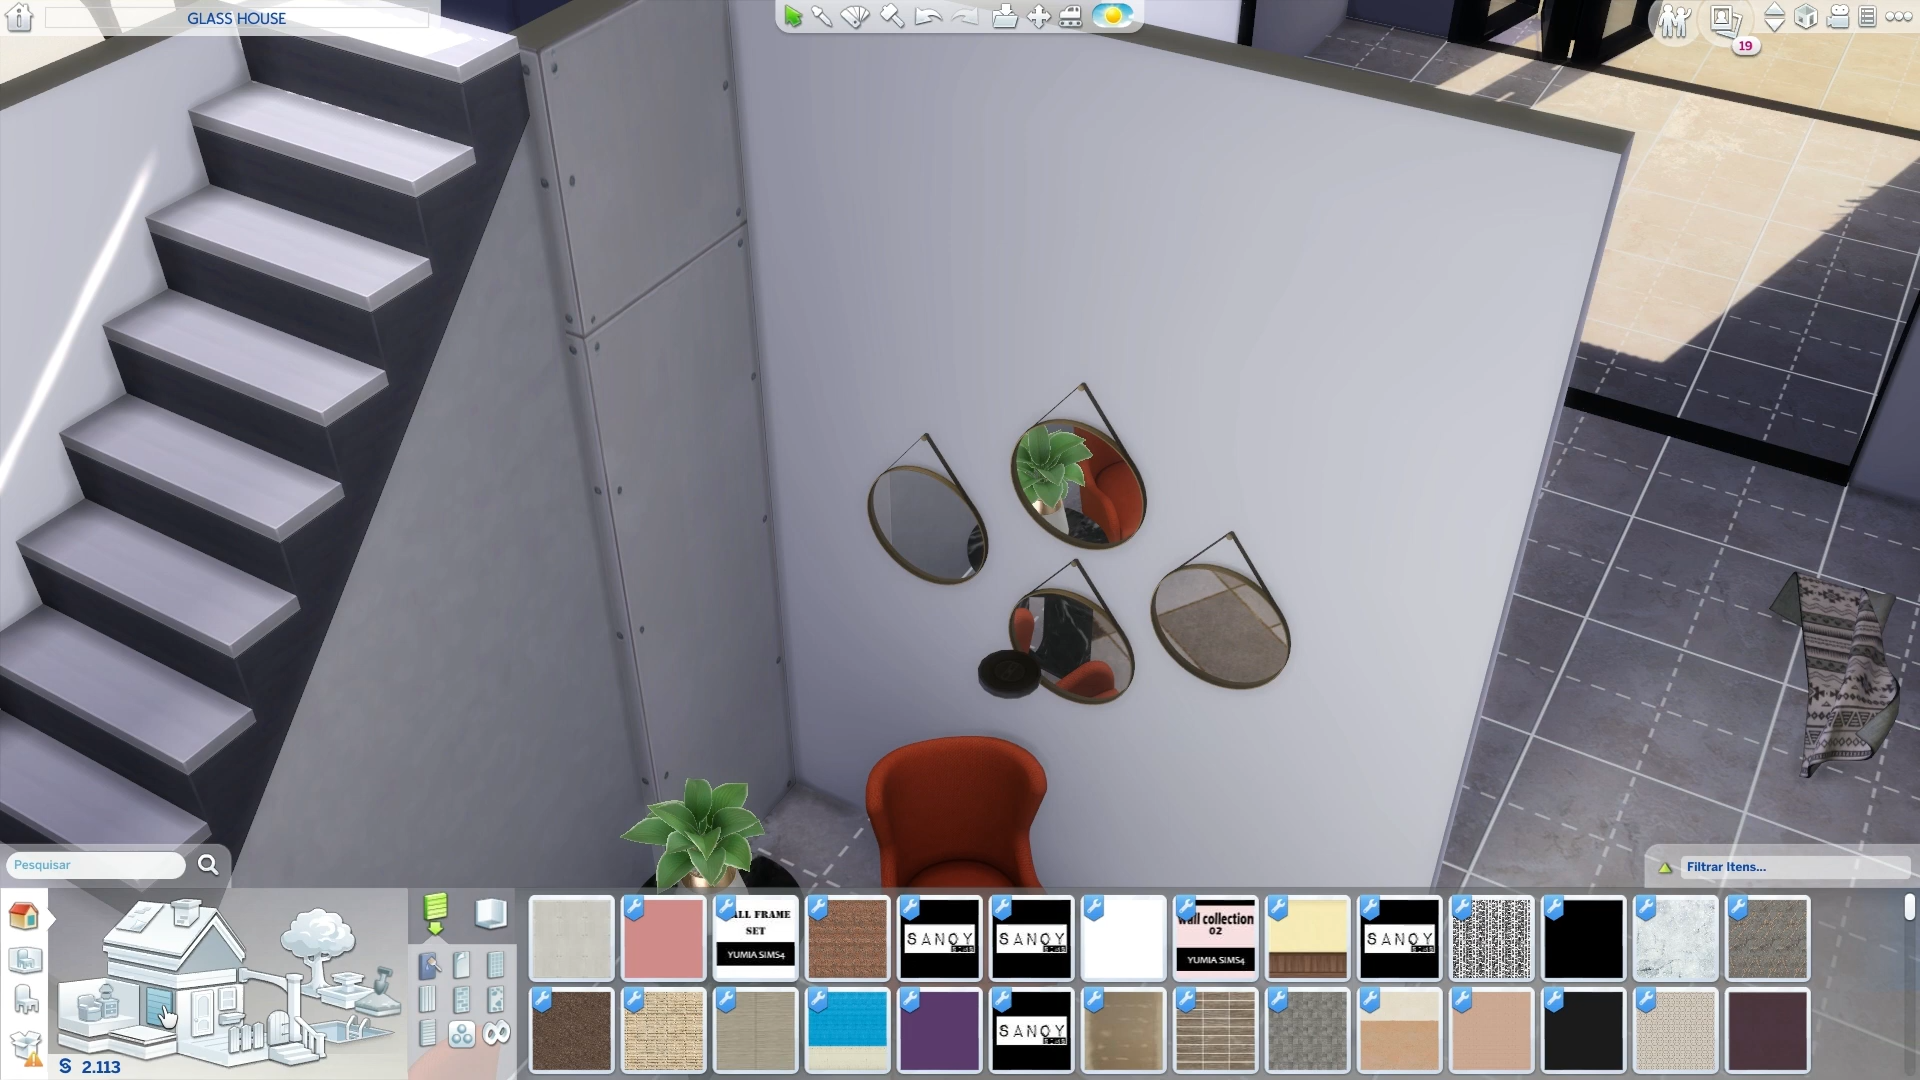 GLASS HOUSE
19
Pesquisar
Filtrar Itens...
ALL FRAME
SET
YUMIA SIMS4
SANOY
SANOY
wall collection
02
YUMIA SIMS4
SANOY
SANOY
2.113